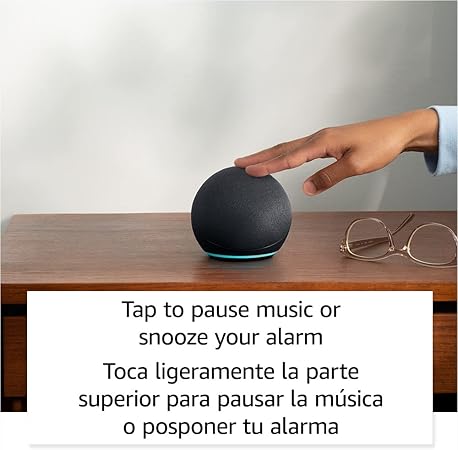 Tap to pause music or
snooze your alarm
Toca ligeramente la parte
superior para pausar la música
o posponer tu alarma